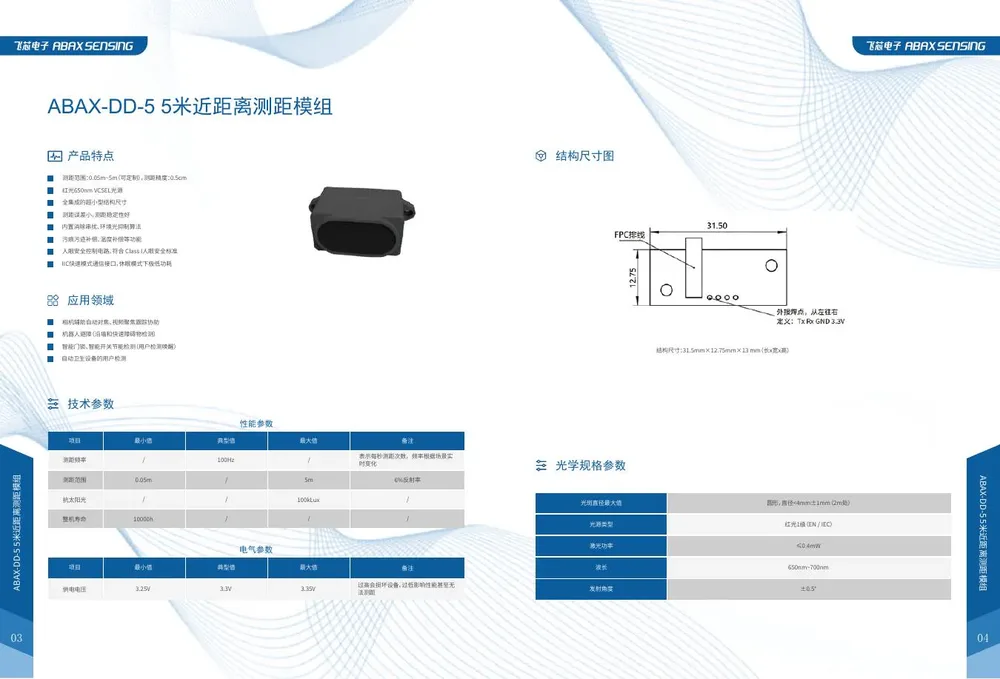 飞芯电子 ABAX SENSING
飞芯电子 ABAX SENSING
ABAX-DD-5 5米近距离测距模组
产品特点
测距范围：0.05m~5m（可定制），测距精度：0.5cm
红光650nm VCSEL光源
全集成的超小型结构尺寸
测距误差小、测距稳定性好
内置消除串扰、环境光抑制算法
污痕污迹补偿、温度补偿等功能
人眼安全控制电路，符合 Class I人眼安全标准
IIC快速模式通信接口，休眠模式下极低功耗
应用领域
相机辅助自动对焦、视频聚焦跟踪协助
机器人避障（沿墙和快速障碍物检测）
智能门锁、智能开关节能检测（用户检测唤醒）
自动卫生设备的用户检测
技术参数
性能参数
项目 最小值 典型值 最大值 备注
测距频率 / 100Hz / 表示每秒测距次数，频率根据场景实
时变化
测距范围 0.05m / 5m 6%反射率
抗太阳光 / / 100kLux /
整机寿命 10000h / / /
电气参数
项目 最小值 典型值 最大值 备注
供电电压 3.25V 3.3V 3.35V 过高会损坏设备，过低影响性能甚至无
法测距
ABAX-DD-5 5米近距离测距模组
03
结构尺寸图
31.50
FPC排线
12.75
外接焊点，从左往右
定义：Tx Rx GND 3.3V
结构尺寸：31.5mm×12.75mm×13 mm (长x宽x高)
光学规格参数
光斑直径最大值 圆形，直径≈4mm±1mm (2m处)
光源类型 红光1级 (EN / IEC)
激光功率 ≤0.4mW
波长 650nm~700nm
发射角度 ±0.5°
ABAX-DD-5 5米近距离测距模组
04